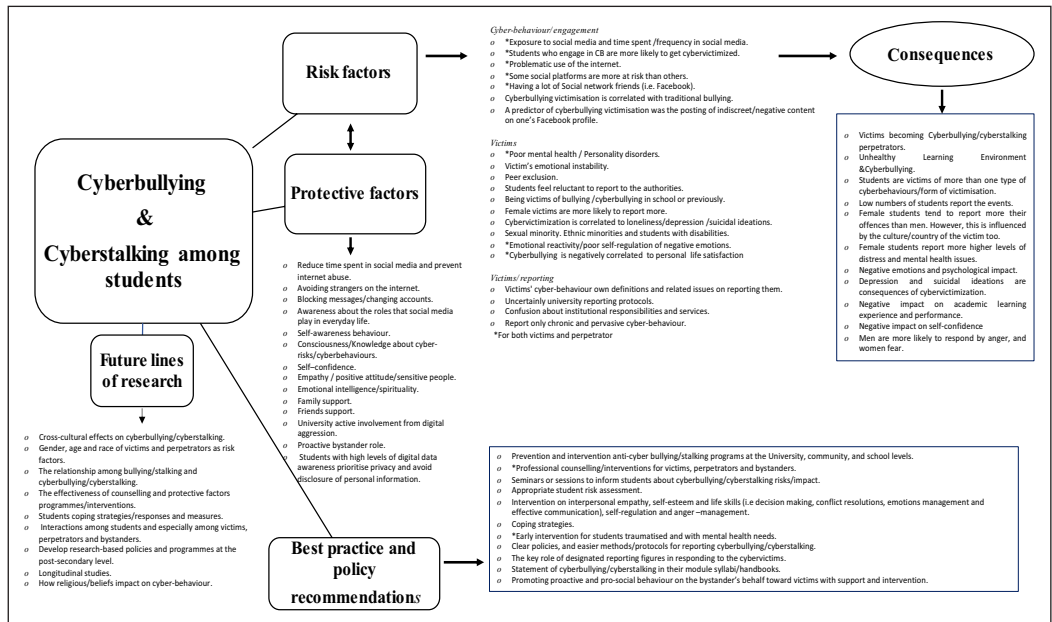 Cyberbullying
&
Cyberstalking among
students
Risk factors
Cyber-behaviour/engagement
o *Exposure to social media and time spent /frequency in social media.
o *Students who engage in CB are more likely to get cybervictimized.
o *Problematic use of the internet.
o *Some social platforms are more at risk than others.
o *Having a lot of Social network friends (i.e. Facebook).
o Cyberbullying victimisation is correlated with traditional bullying.
o A predictor of cyberbullying victimisation was the posting of indiscreet/negative content
on one's Facebook profile.
Victims
o *Poor mental health / Personality disorders.
o Victim's emotional instability.
o Peer exclusion.
o Students feel reluctant to report to the authorities.
o Being victims of bullying /cyberbullying in school or previously.
o Female victims are more likely to report more.
o Cybervictimization is correlated to loneliness/depression /suicidal ideations.
o Sexual minority. Ethnic minorities and students with disabilities.
o *Emotional reactivity/poor self-regulation of negative emotions.
o *Cyberbullying is negatively correlated to personal life satisfaction
Victims/reporting
o Victims' cyber-behaviour own definitions and related issues on reporting them.
o Uncertainly university reporting protocols.
o Confusion about institutional responsibilities and services.
o Report only chronic and pervasive cyber-behaviour.
*For both victims and perpetrator
Consequences
o Victims becoming Cyberbullying/cyberstalking
perpetrators.
o Unhealthy Learning Environment
&Cyberbullying.
o Students are victims of more than one type of
cyberbehaviours/form of victimisation.
o Low numbers of students report the events.
o Female students tend to report more their
offences than men. However, this is influenced
by the culture/country of the victim too.
o Female students report more higher levels of
distress and mental health issues.
o Negative emotions and psychological impact.
o Depression and suicidal ideations are
consequences of cybervictimization.
o Negative impact on academic learning
experience and performance.
o Negative impact on self-confidence
o Men are more likely to respond by anger, and
women fear.
Protective factors
o Reduce time spent in social media and prevent
internet abuse.
o Avoiding strangers on the internet.
o Blocking messages/changing accounts.
o Awareness about the roles that social media
play in everyday life.
o Self-awareness behaviour.
o Consciousness/Knowledge about cyber-
risks/cyberbehaviours.
o Self–confidence.
o Empathy / positive attitude/sensitive people.
o Emotional intelligence/spirituality.
o Family support.
o Friends support.
o University active involvement from digital
aggression.
o Proactive bystander role.
o Students with high levels of digital data
awareness prioritise privacy and avoid
disclosure of personal information.
Future lines
of research
o Cross-cultural effects on cyberbullying/cyberstalking.
o Gender, age and race of victims and perpetrators as risk
factors.
o The relationship among bullying/stalking and
cyberbullying/cyberstalking.
o The effectiveness of counselling and protective factors
programmes/interventions.
o Students coping strategies/responses and measures.
o Interactions among students and especially among victims,
perpetrators and bystanders.
o Develop research-based policies and programmes at the
post-secondary level.
o Longitudinal studies.
o How religious/beliefs impact on cyber-behaviour.
Best practice and
policy
recommendations
o Prevention and intervention anti-cyber bullying/stalking programs at the University, community, and school levels.
o *Professional counselling/interventions for victims, perpetrators and bystanders.
o Seminars or sessions to inform students about cyberbullying/cyberstalking risks/impact.
o Appropriate student risk assessment.
o Intervention on interpersonal empathy, self-esteem and life skills (i.e decision making, conflict resolutions, emotions management and
effective communication), self-regulation and anger –management.
o Coping strategies.
o *Early intervention for students traumatised and with mental health needs.
o Clear policies, and easier methods/protocols for reporting cyberbullying/cyberstalking.
o The key role of designated reporting figures in responding to the cybervictims.
o Statement of cyberbullying/cyberstalking in their module syllabi/handbooks.
o Promoting proactive and pro-social behaviour on the bystander's behalf toward victims with support and intervention.